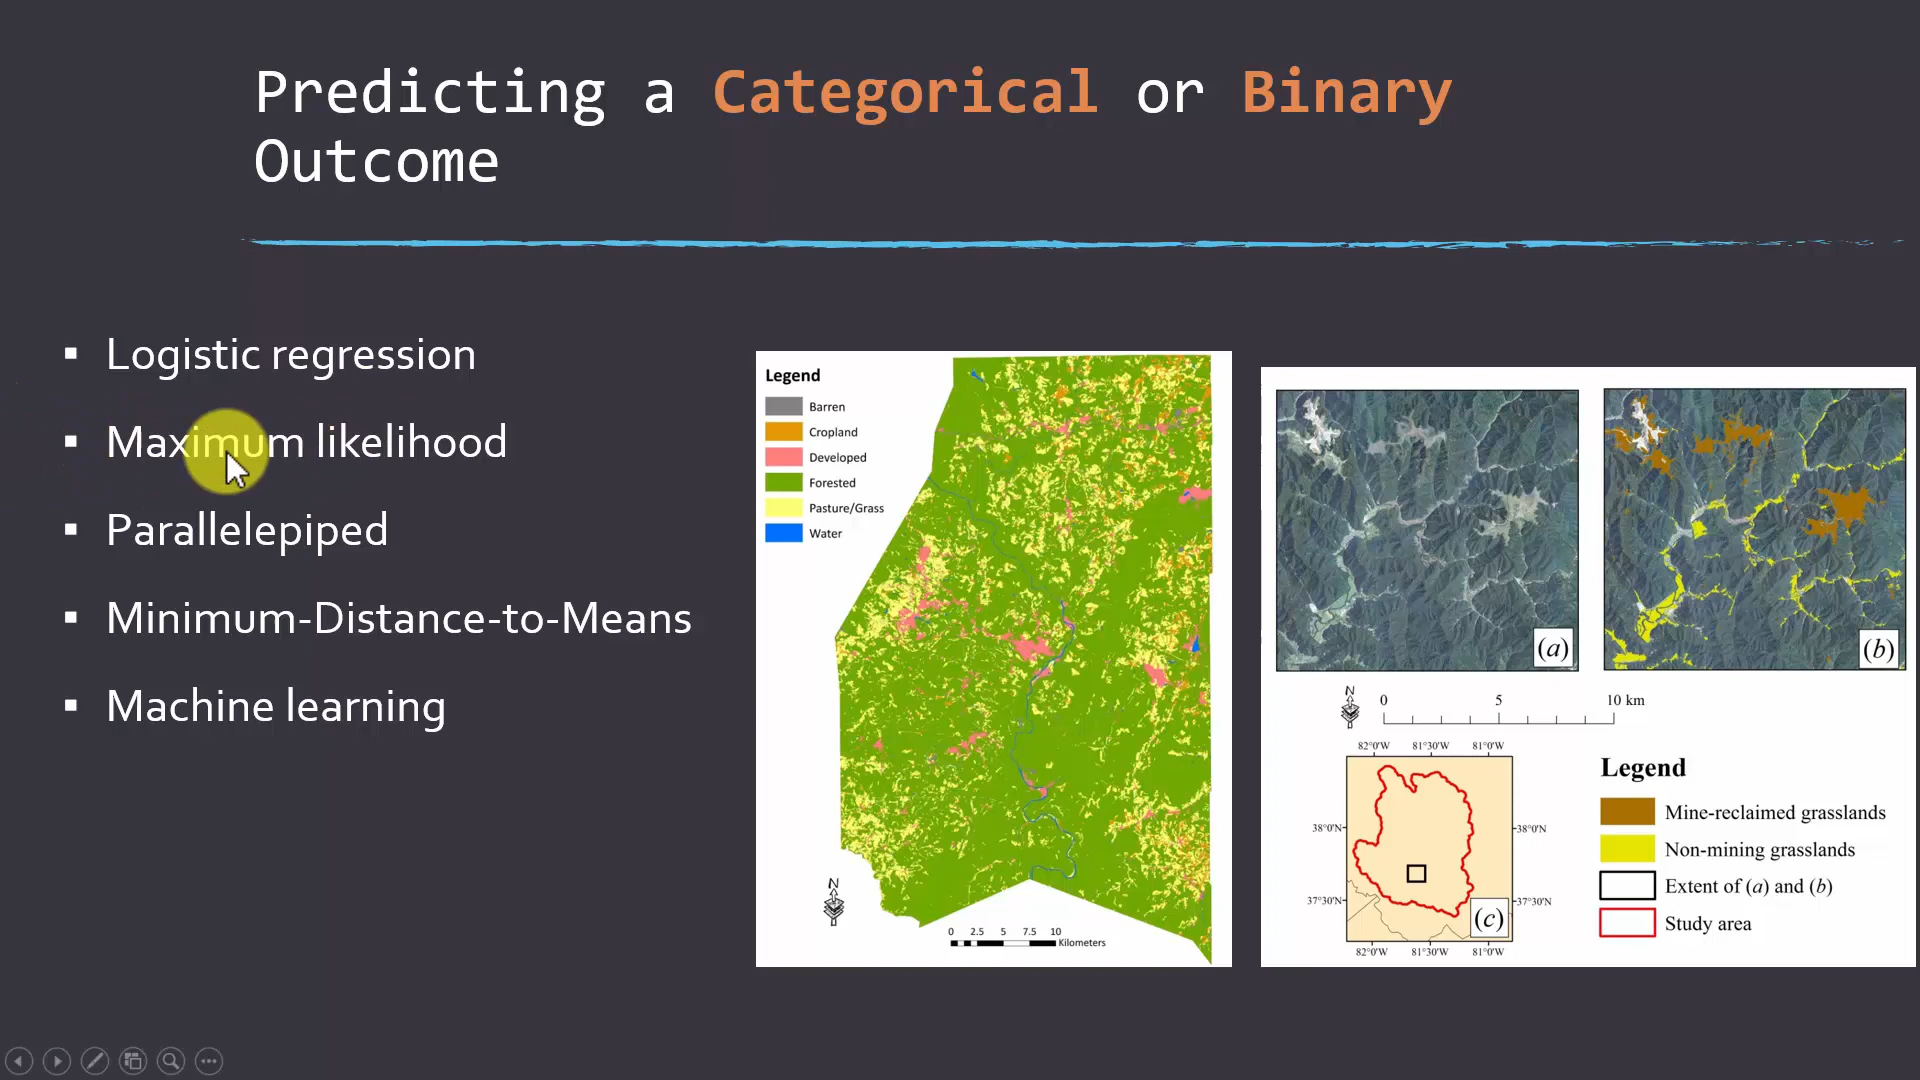 Predicting a Categorical or Binary
Outcome
▪ Logistic regression
▪ Maximum likelihood
▪ Parallelepiped
▪ Minimum-Distance-to-Means
▪ Machine learning
Legend
Barren
Cropland
Developed
Forested
Pasture/Grass
Water
N
0 2.5 5 7.5 10
Kilometers
(a)
(b)
N
0 5 10 km
82°0'W 81°30'W 81°0'W
38°0'N 38°0'N
37°30'N 37°30'N
(c)
82°0'W 81°30'W 81°0'W
Legend
Mine-reclaimed grasslands
Non-mining grasslands
Extent of (a) and (b)
Study area